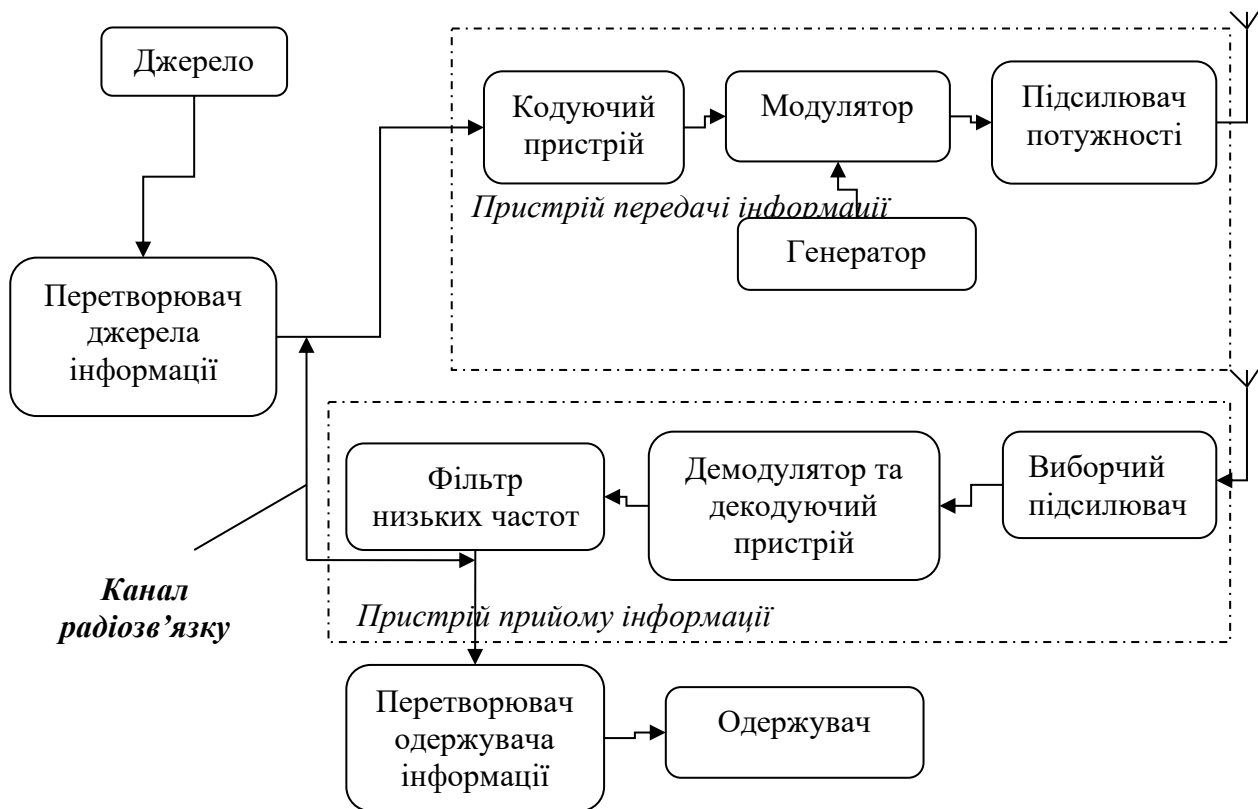 Джерело
Кодуючий
пристрій
Модулятор
Підсилювач
потужності
Пристрій передачі інформації
Генератор
Перетворювач
джерела
інформації
Фільтр
низьких частот
Демодулятор та
декодуючий
пристрій
Виборчий
підсилювач
Канал
радіозв’язку
Пристрій прийому інформації
Перетворювач
одержувача
інформації
Одержувач